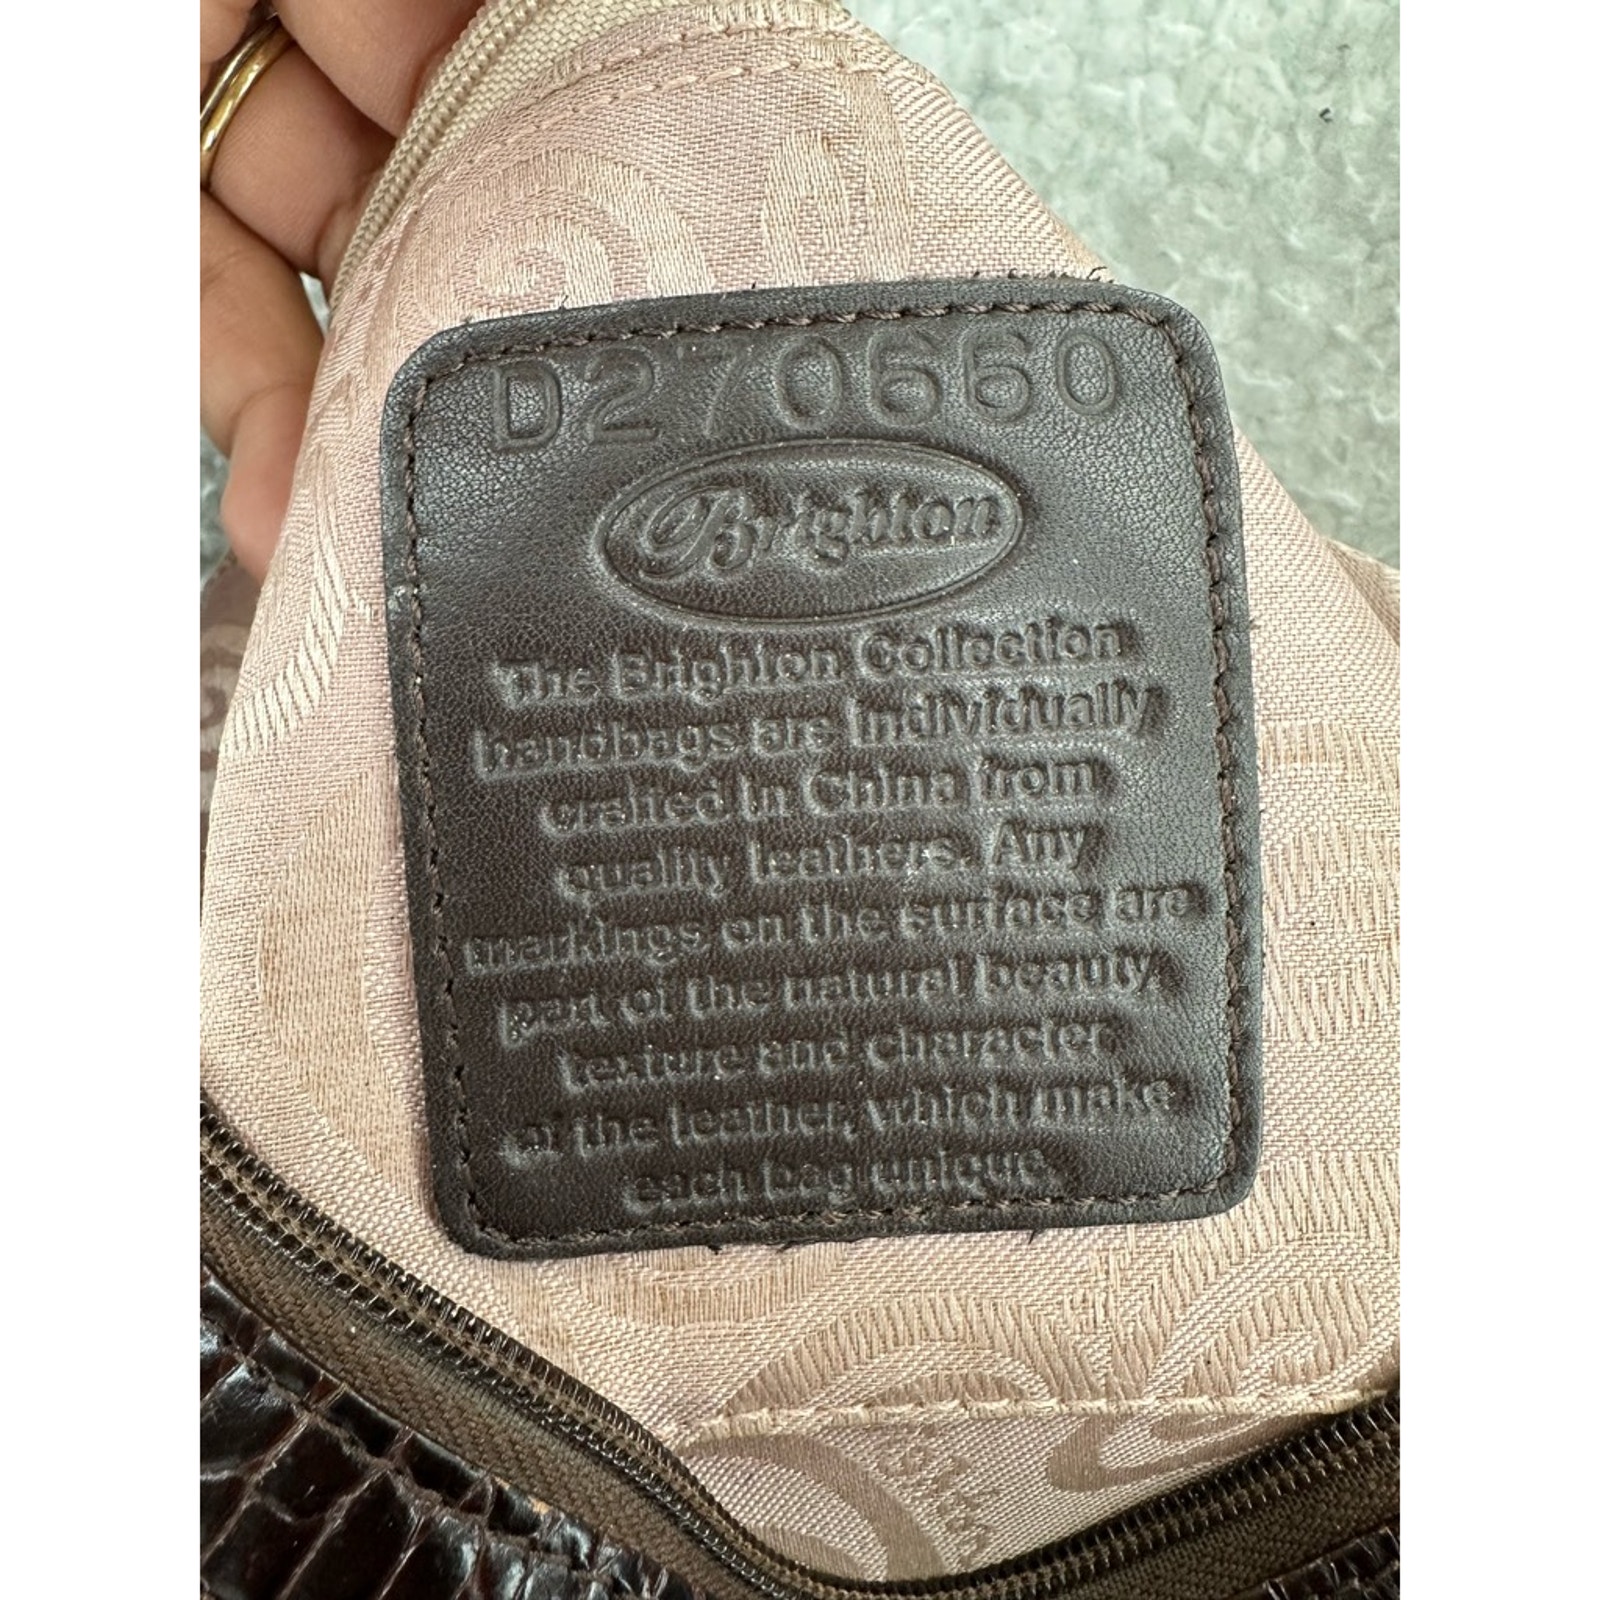 D270660
Brighton
The Brighton Collection
handbags are individually
crafted in China from
quality leathers. Any
markings on the surface are
part of the natural beauty,
texture and character
of the leather, which make
each bag unique.